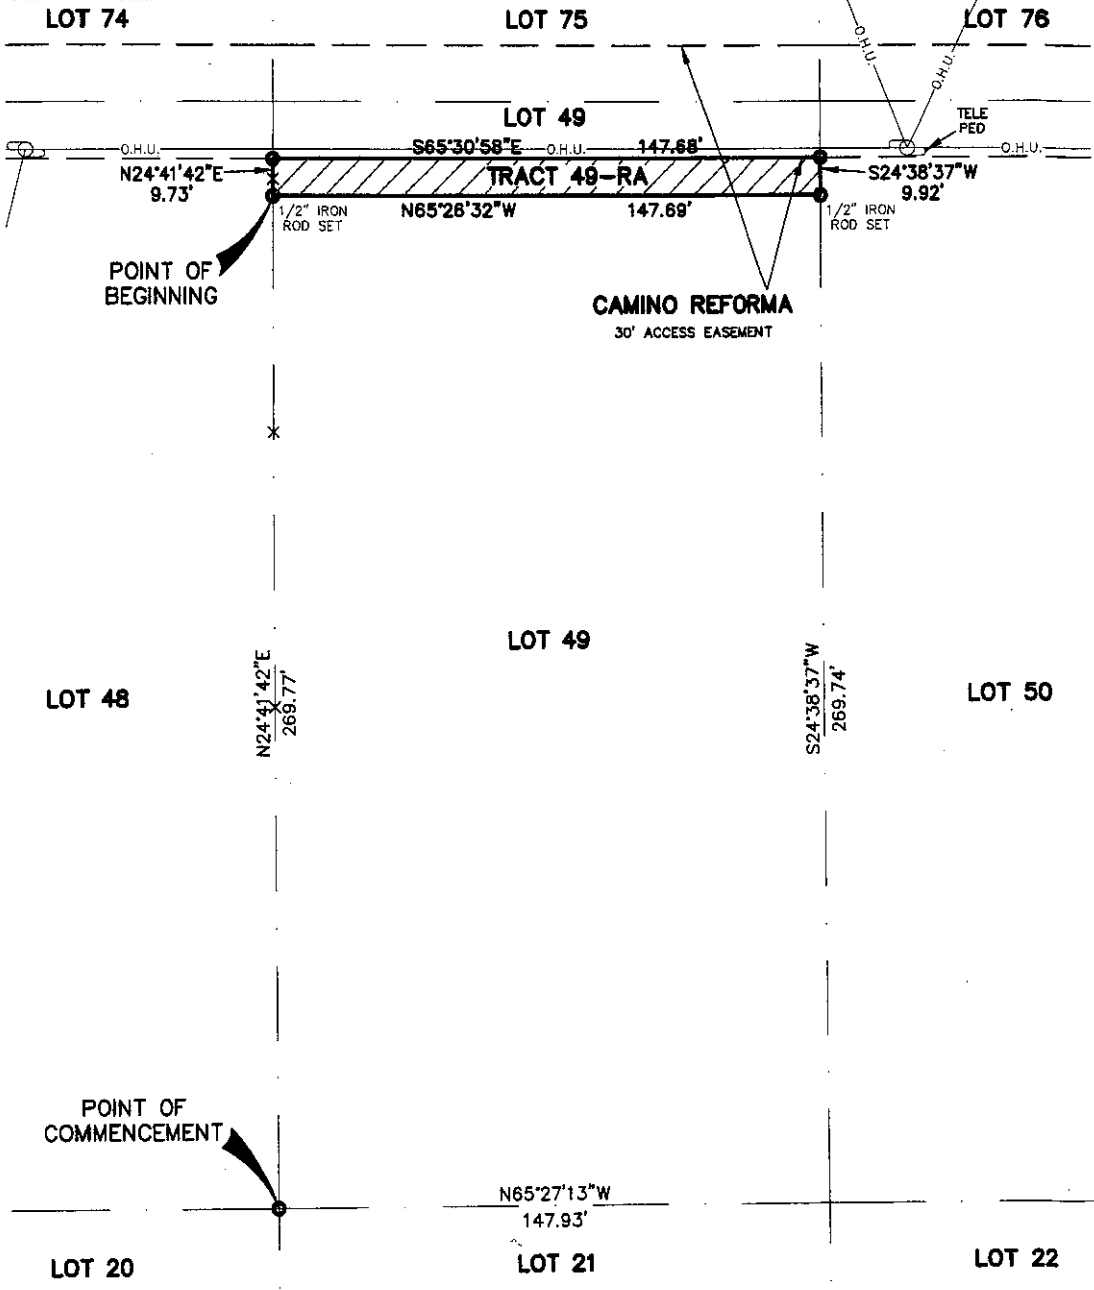 LOT 74
LOT 75
LOT 76
O.H.U.
O.H.U.
LOT 49
TELE
PED
O.H.U.
S65°30'58"E
O.H.U.
147.68'
O.H.U.
N24°41'42"E
9.73'
TRACT 49-RA
S24°38'37"W
9.92'
1/2" IRON
ROD SET
N65°28'32"W
147.69'
1/2" IRON
ROD SET
POINT OF
BEGINNING
CAMINO REFORMA
30' ACCESS EASEMENT
LOT 49
LOT 48
N24°41'42"E
269.77'
S24°38'37"W
269.74'
LOT 50
POINT OF
COMMENCEMENT
N65°27'13"W
147.93'
LOT 20
LOT 21
LOT 22